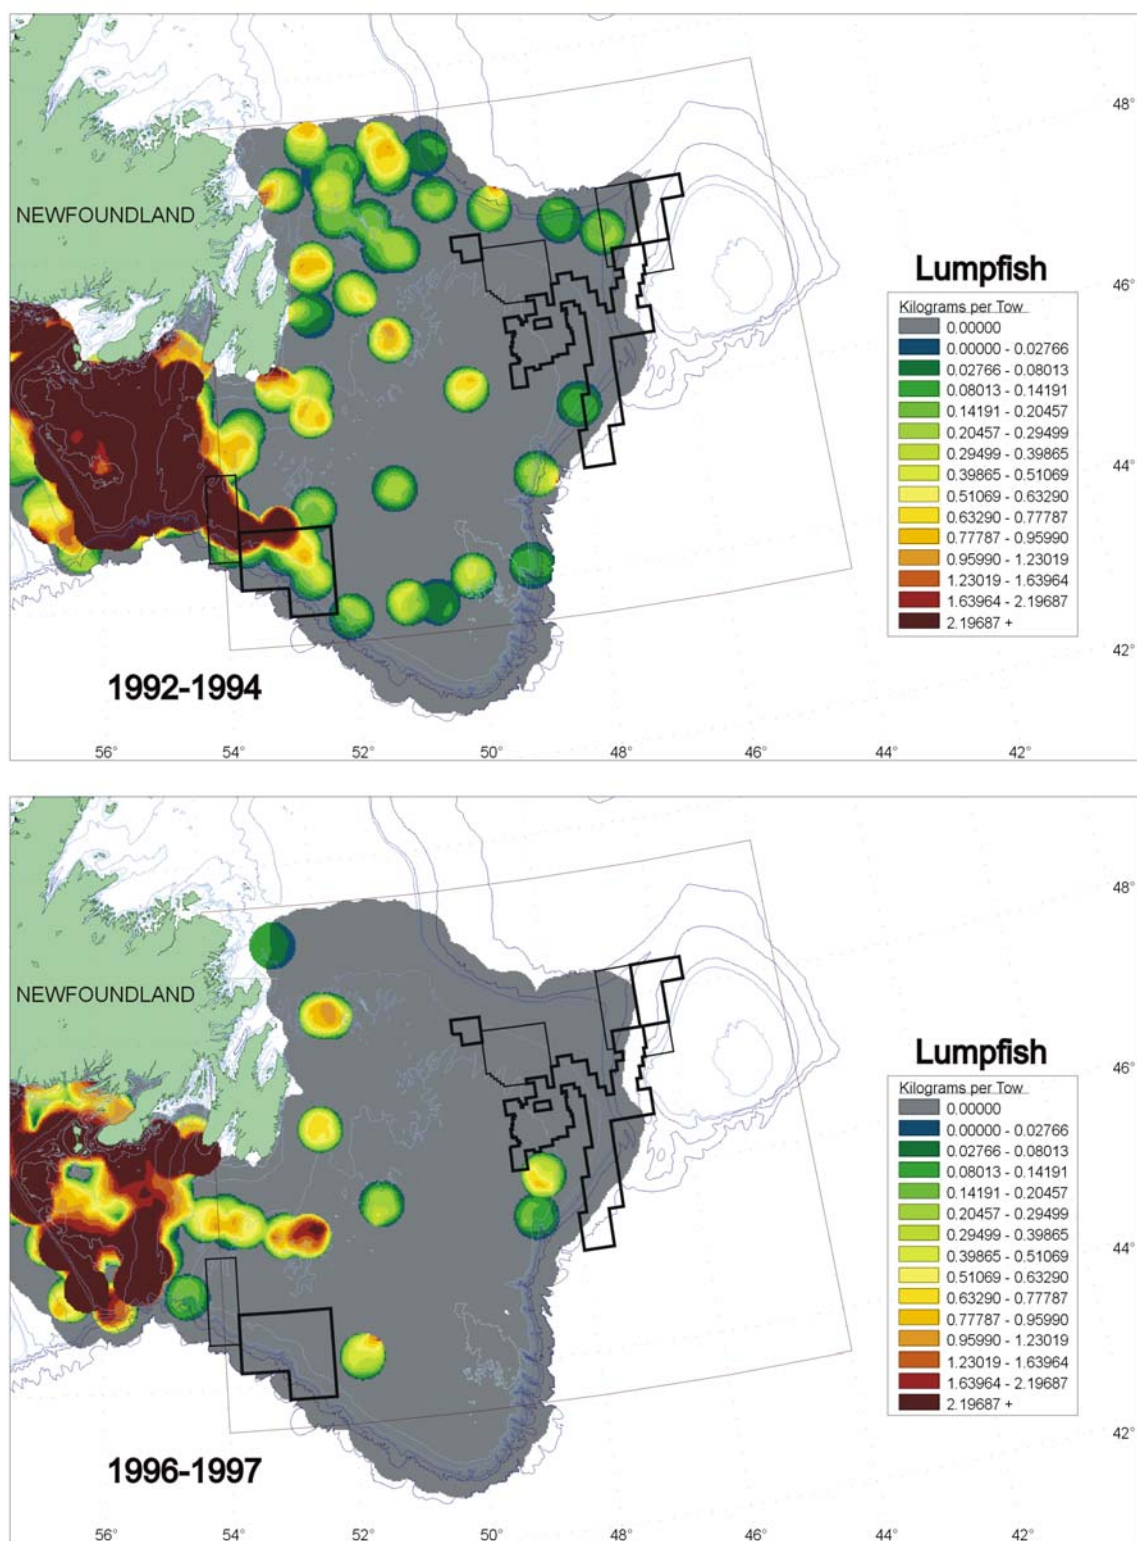 48°
NEWFOUNDLAND
Lumpfish
46°
Kilograms per Tow
0.00000
0.00000 - 0.02766
0.02766 - 0.08013
0.08013 - 0.14191
0.14191 - 0.20457
0.20457 - 0.29499
0.29499 - 0.39865
0.39865 - 0.51069
0.51069 - 0.63290
0.63290 - 0.77787
0.77787 - 0.95990
0.95990 - 1.23019
1.23019 - 1.63964
1.63964 - 2.19687
2.19687 +
44°
42°
1992-1994
56° 54° 52° 50° 48° 46° 44° 42°
48°
NEWFOUNDLAND
Lumpfish
46°
Kilograms per Tow
0.00000
0.00000 - 0.02766
0.02766 - 0.08013
0.08013 - 0.14191
0.14191 - 0.20457
0.20457 - 0.29499
0.29499 - 0.39865
0.39865 - 0.51069
0.51069 - 0.63290
0.63290 - 0.77787
0.77787 - 0.95990
0.95990 - 1.23019
1.23019 - 1.63964
1.63964 - 2.19687
2.19687 +
44°
42°
1996-1997
56° 54° 52° 50° 48° 46° 44° 42°